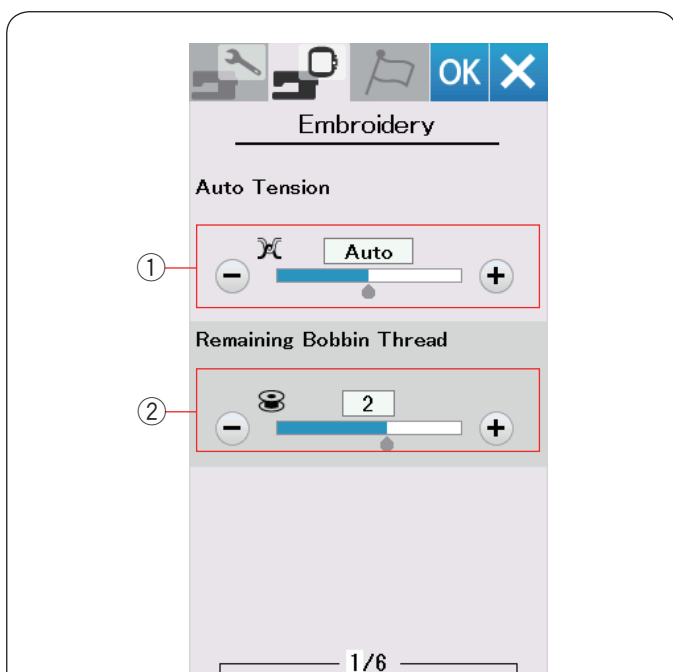 OK X
Embroidery
Auto Tension
① Auto
− +
Remaining Bobbin Thread
② 2
− +
1/6